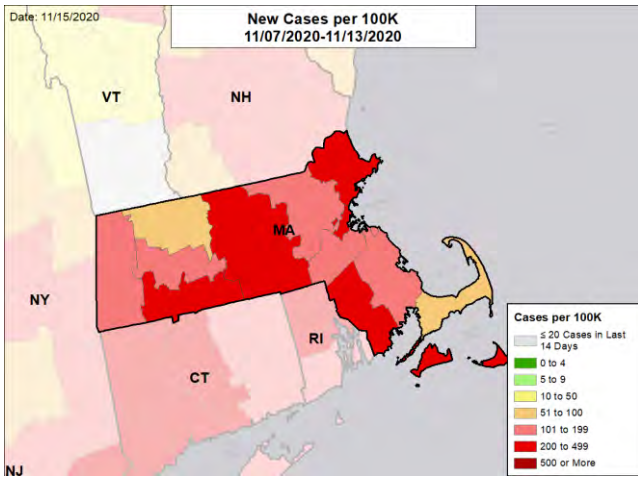 Date: 11/15/2020
New Cases per 100K
11/07/2020-11/13/2020
VT
NH
MA
NY
RI
CT
NJ
Cases per 100K
≤ 20 Cases in Last
14 Days
0 to 4
5 to 9
10 to 50
51 to 100
101 to 199
200 to 499
500 or More